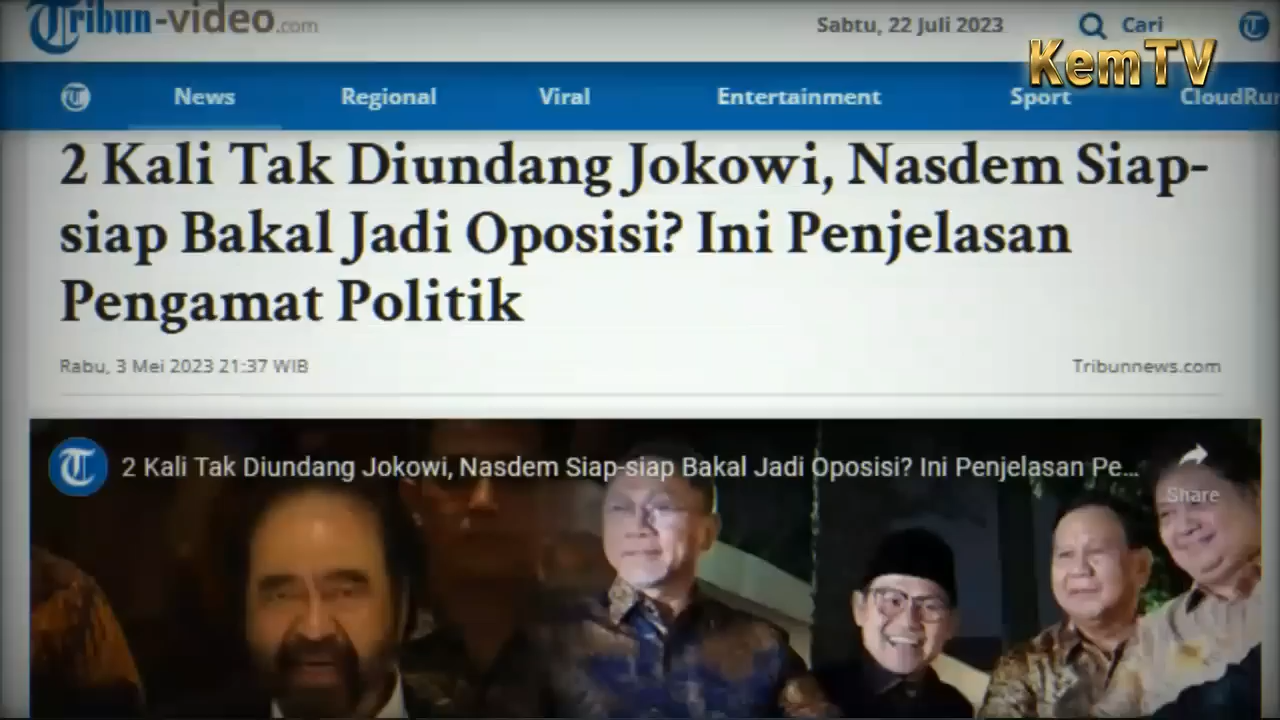 Tribun-video.com
Sabtu, 22 Juli 2023
Cari
KemTV
News
Regional
Viral
Entertainment
Sport
CloudRun
2 Kali Tak Diundang Jokowi, Nasdem Siap-
siap Bakal Jadi Oposisi? Ini Penjelasan
Pengamat Politik
Rabu, 3 Mei 2023 21:37 WIB
Tribunnews.com
2 Kali Tak Diundang Jokowi, Nasdem Siap-siap Bakal Jadi Oposisi? Ini Penjelasan Pe...
Share